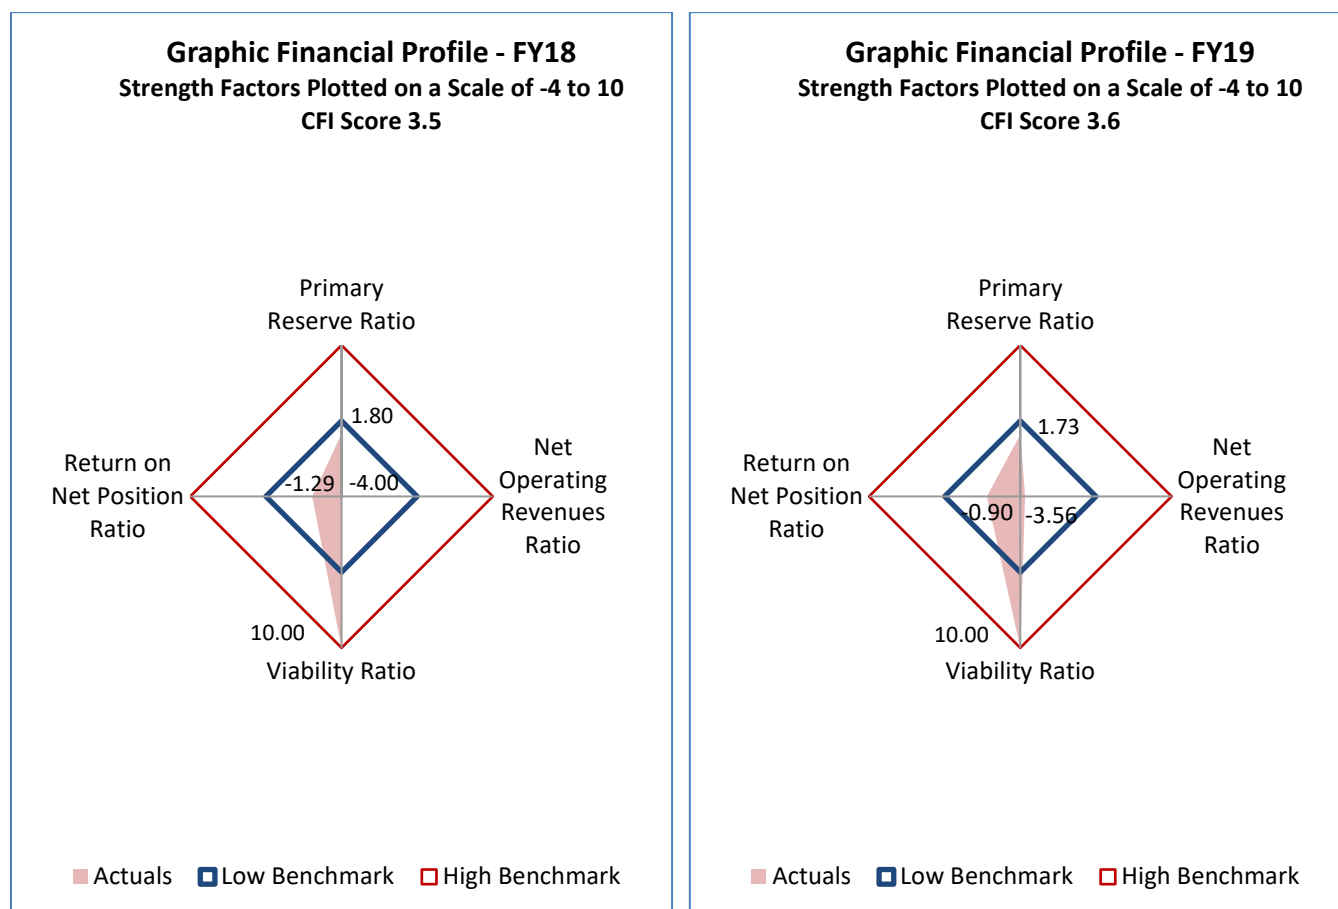 Graphic Financial Profile - FY18
Strength Factors Plotted on a Scale of -4 to 10
CFI Score 3.5
Primary
Reserve Ratio
1.80
Net
Operating
Revenues
Ratio
-4.00
-1.29
Return on
Net Position
Ratio
10.00
Viability Ratio
Actuals
Low Benchmark
High Benchmark
Graphic Financial Profile - FY19
Strength Factors Plotted on a Scale of -4 to 10
CFI Score 3.6
Primary
Reserve Ratio
1.73
Net
Operating
Revenues
Ratio
-3.56
-0.90
Return on
Net Position
Ratio
10.00
Viability Ratio
Actuals
Low Benchmark
High Benchmark